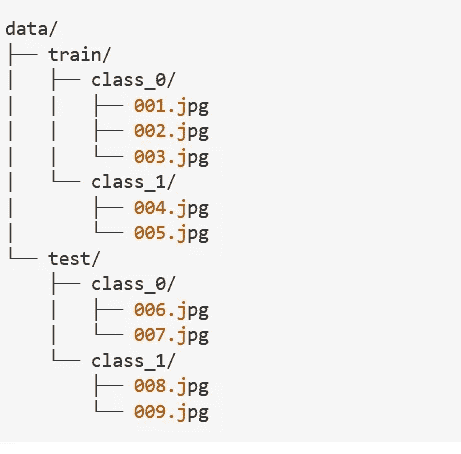 data/
├── train/
│   ├── class_0/
│   │   ├── 001.jpg
│   │   ├── 002.jpg
│   │   └── 003.jpg
│   └── class_1/
│       ├── 004.jpg
│       └── 005.jpg
└── test/
    ├── class_0/
    │   ├── 006.jpg
    │   └── 007.jpg
    └── class_1/
        ├── 008.jpg
        └── 009.jpg